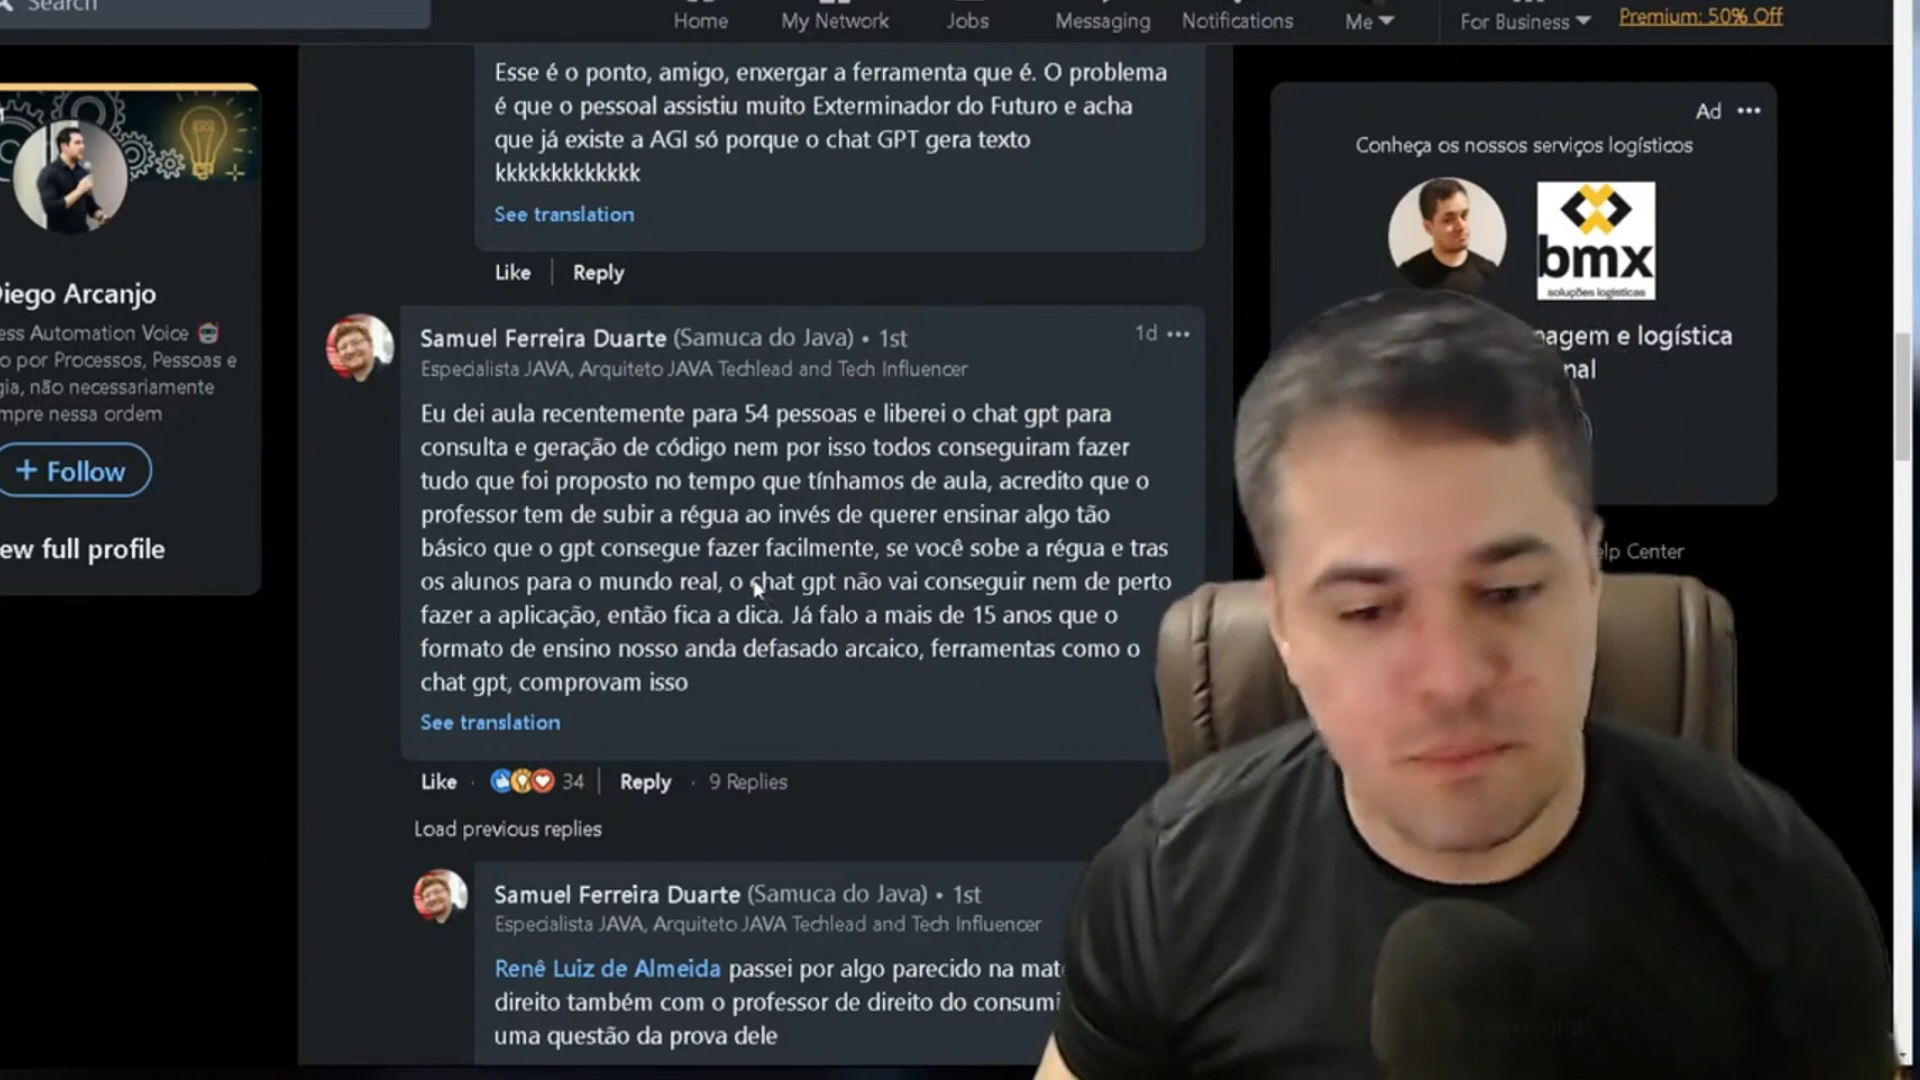 Search
Home
My Network
Jobs
Messaging
Notifications
Me
For Business
Premium: 50% Off
Esse é o ponto, amigo, enxergar a ferramenta que é. O problema
é que o pessoal assistiu muito Exterminador do Futuro e acha
que já existe a AGI só porque o chat GPT gera texto
kkkkkkkkkkkkk
See translation
Like
Reply
iego Arcanjo
ess Automation Voice
o por Processos, Pessoas e
gia, não necessariamente
mpre nessa ordem
+ Follow
ew full profile
Samuel Ferreira Duarte (Samuca do Java) • 1st
1d
Especialista JAVA, Arquiteto JAVA Techlead and Tech Influencer
Eu dei aula recentemente para 54 pessoas e liberei o chat gpt para
consulta e geração de código nem por isso todos conseguiram fazer
tudo que foi proposto no tempo que tínhamos de aula, acredito que o
professor tem de subir a régua ao invés de querer ensinar algo tão
básico que o gpt consegue fazer facilmente, se você sobe a régua e tras
os alunos para o mundo real, o chat gpt não vai conseguir nem de perto
fazer a aplicação, então fica a dica. Já falo a mais de 15 anos que o
formato de ensino nosso anda defasado arcaico, ferramentas como o
chat gpt, comprovam isso
See translation
Like · 34
Reply · 9 Replies
Load previous replies
Samuel Ferreira Duarte (Samuca do Java) • 1st
Especialista JAVA, Arquiteto JAVA Techlead and Tech Influencer
Renê Luiz de Almeida passei por algo parecido na mat
direito também com o professor de direito do consumi
uma questão da prova dele
Ad
Conheça os nossos serviços logísticos
bmx
soluções logísticas
nagem e logística
nal
elp Center